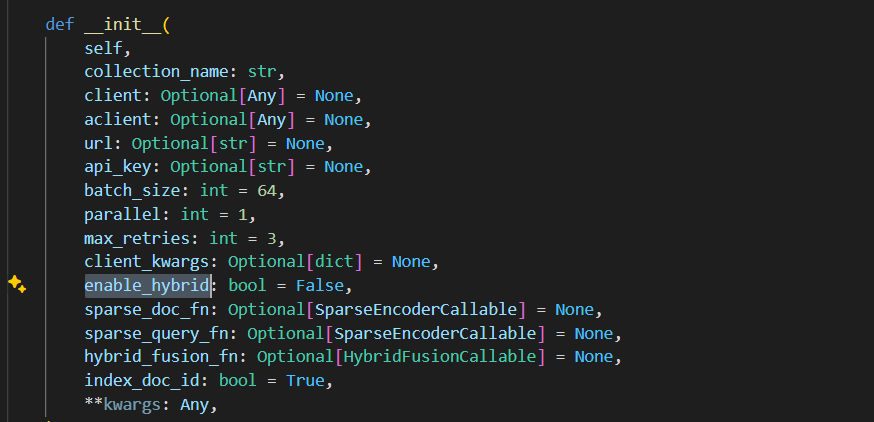 def __init__(
self,
collection_name: str,
client: Optional[Any] = None,
aclient: Optional[Any] = None,
url: Optional[str] = None,
api_key: Optional[str] = None,
batch_size: int = 64,
parallel: int = 1,
max_retries: int = 3,
client_kwargs: Optional[dict] = None,
enable_hybrid: bool = False,
sparse_doc_fn: Optional[SparseEncoderCallable] = None,
sparse_query_fn: Optional[SparseEncoderCallable] = None,
hybrid_fusion_fn: Optional[HybridFusionCallable] = None,
index_doc_id: bool = True,
**kwargs: Any,